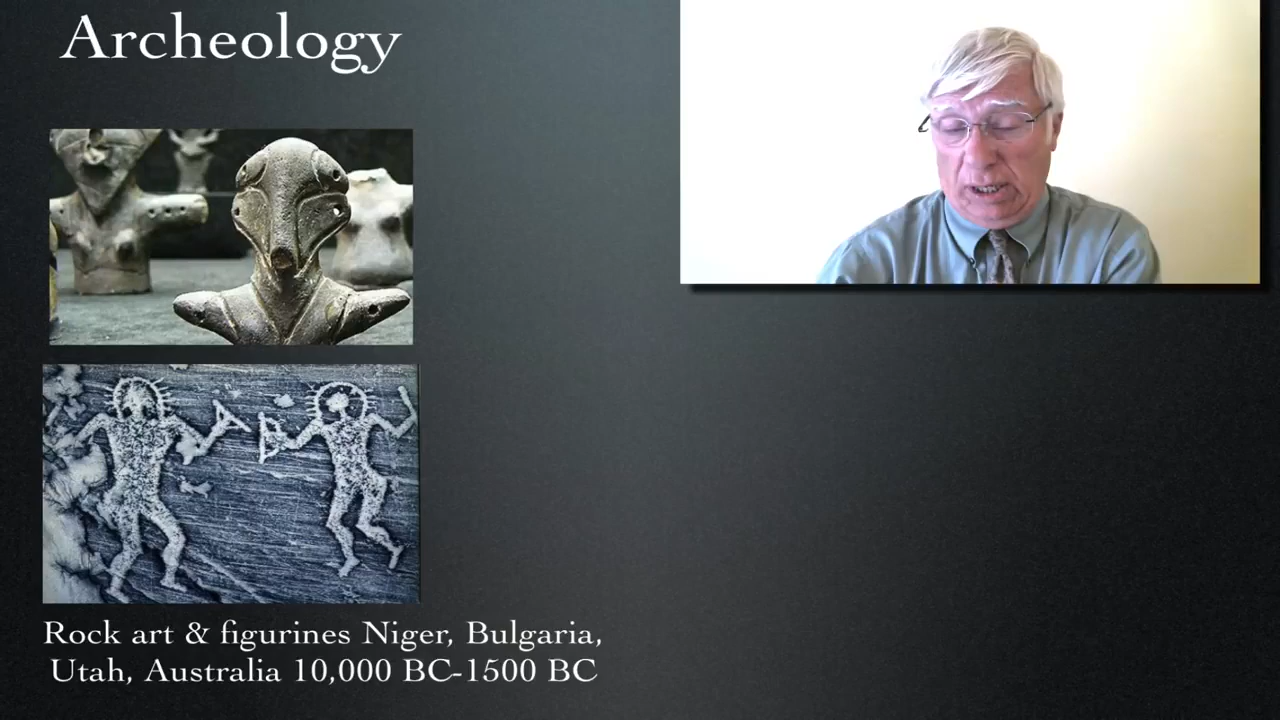 Archeology
Rock art & figurines Niger, Bulgaria,
Utah, Australia 10,000 BC-1500 BC